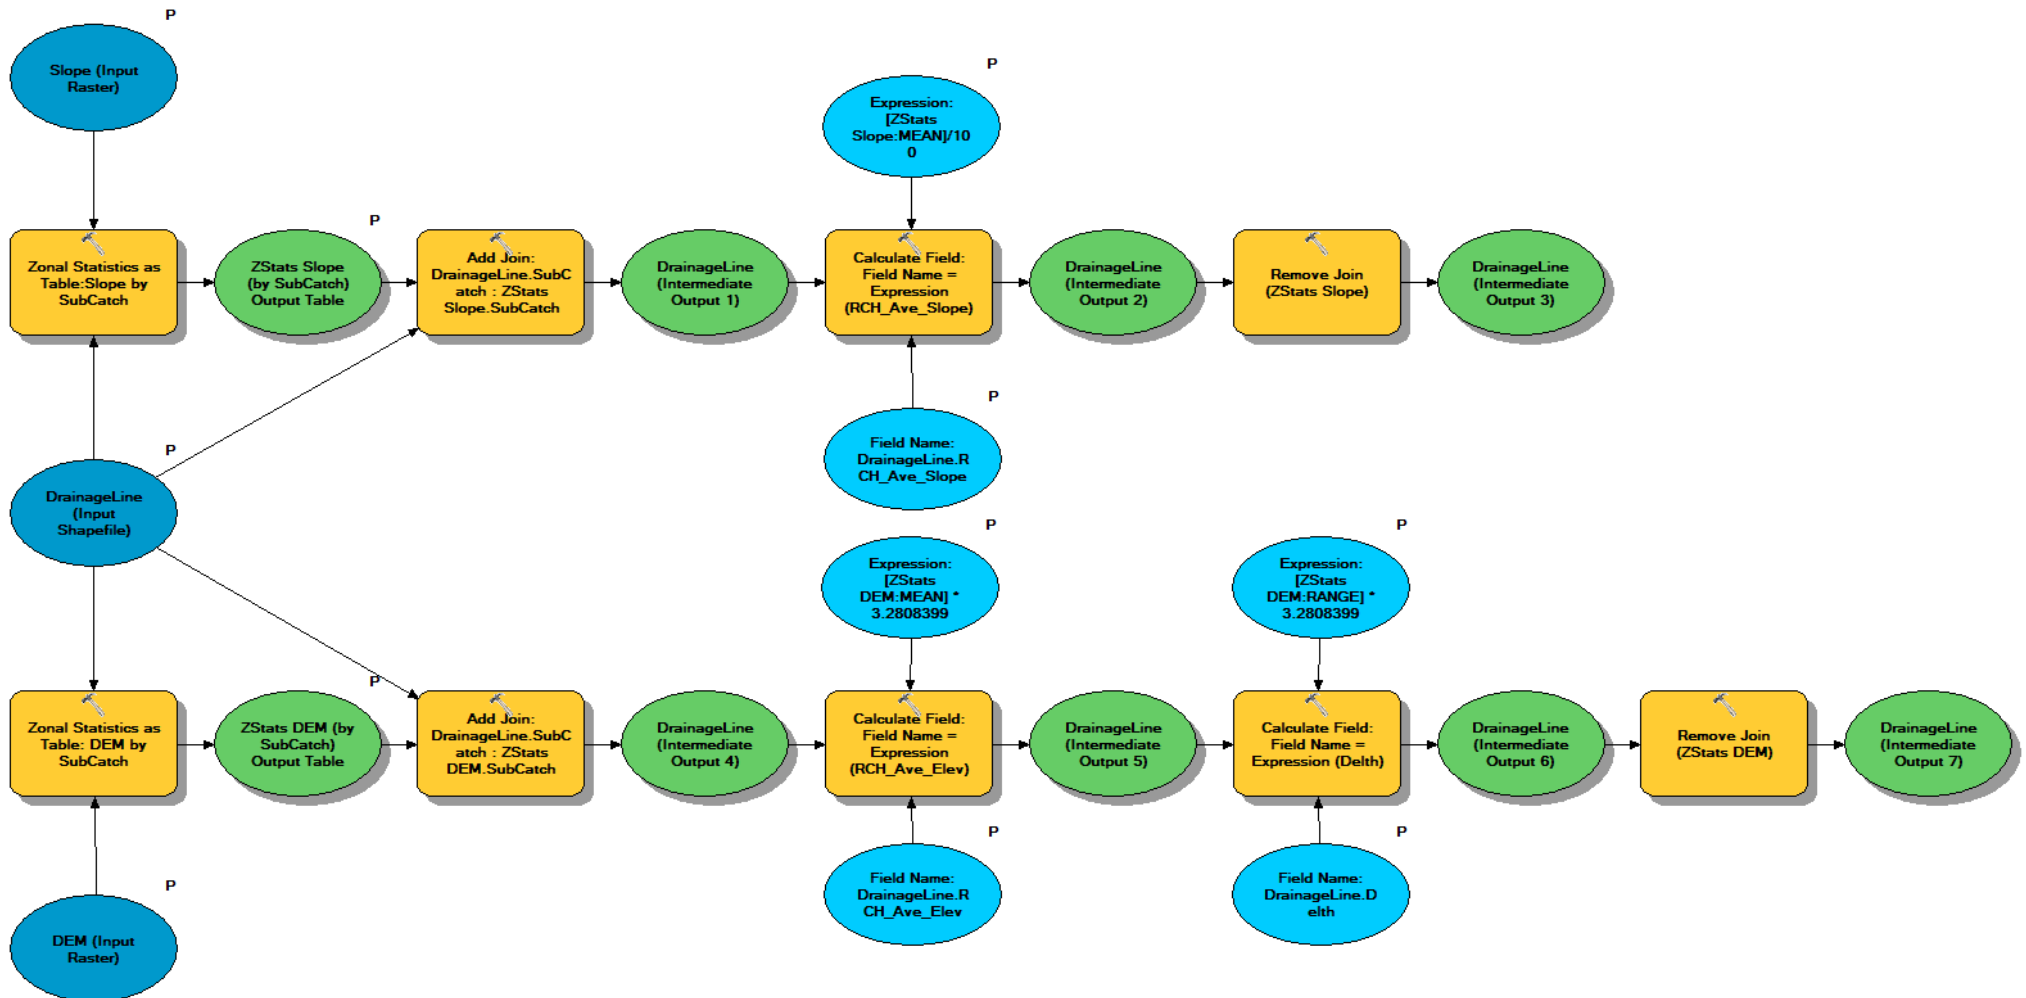 P
Slope (Input
Raster)
P
Expression:
[ZStats
Slope:MEAN]/10
0
Zonal Statistics as
Table:Slope by
SubCatch
P
ZStats Slope
(by SubCatch)
Output Table
Add Join:
DrainageLine.SubC
atch : ZStats
Slope.SubCatch
DrainageLine
(Intermediate
Output 1)
Calculate Field:
Field Name =
Expression
(RCH_Ave_Slope)
DrainageLine
(Intermediate
Output 2)
Remove Join
(ZStats Slope)
DrainageLine
(Intermediate
Output 3)
P
Field Name:
DrainageLine.R
CH_Ave_Slope
P
DrainageLine
(Input
Shapefile)
P
Expression:
[ZStats
DEM:MEAN] *
3.2808399
P
Expression:
[ZStats
DEM:RANGE] *
3.2808399
Zonal Statistics as
Table: DEM by
SubCatch
P
ZStats DEM (by
SubCatch)
Output Table
Add Join:
DrainageLine.SubC
atch : ZStats
DEM.SubCatch
DrainageLine
(Intermediate
Output 4)
Calculate Field:
Field Name =
Expression
(RCH_Ave_Elev)
DrainageLine
(Intermediate
Output 5)
Calculate Field:
Field Name =
Expression (Delth)
DrainageLine
(Intermediate
Output 6)
Remove Join
(ZStats DEM)
DrainageLine
(Intermediate
Output 7)
P
Field Name:
DrainageLine.R
CH_Ave_Elev
P
Field Name:
DrainageLine.D
elth
P
DEM (Input
Raster)